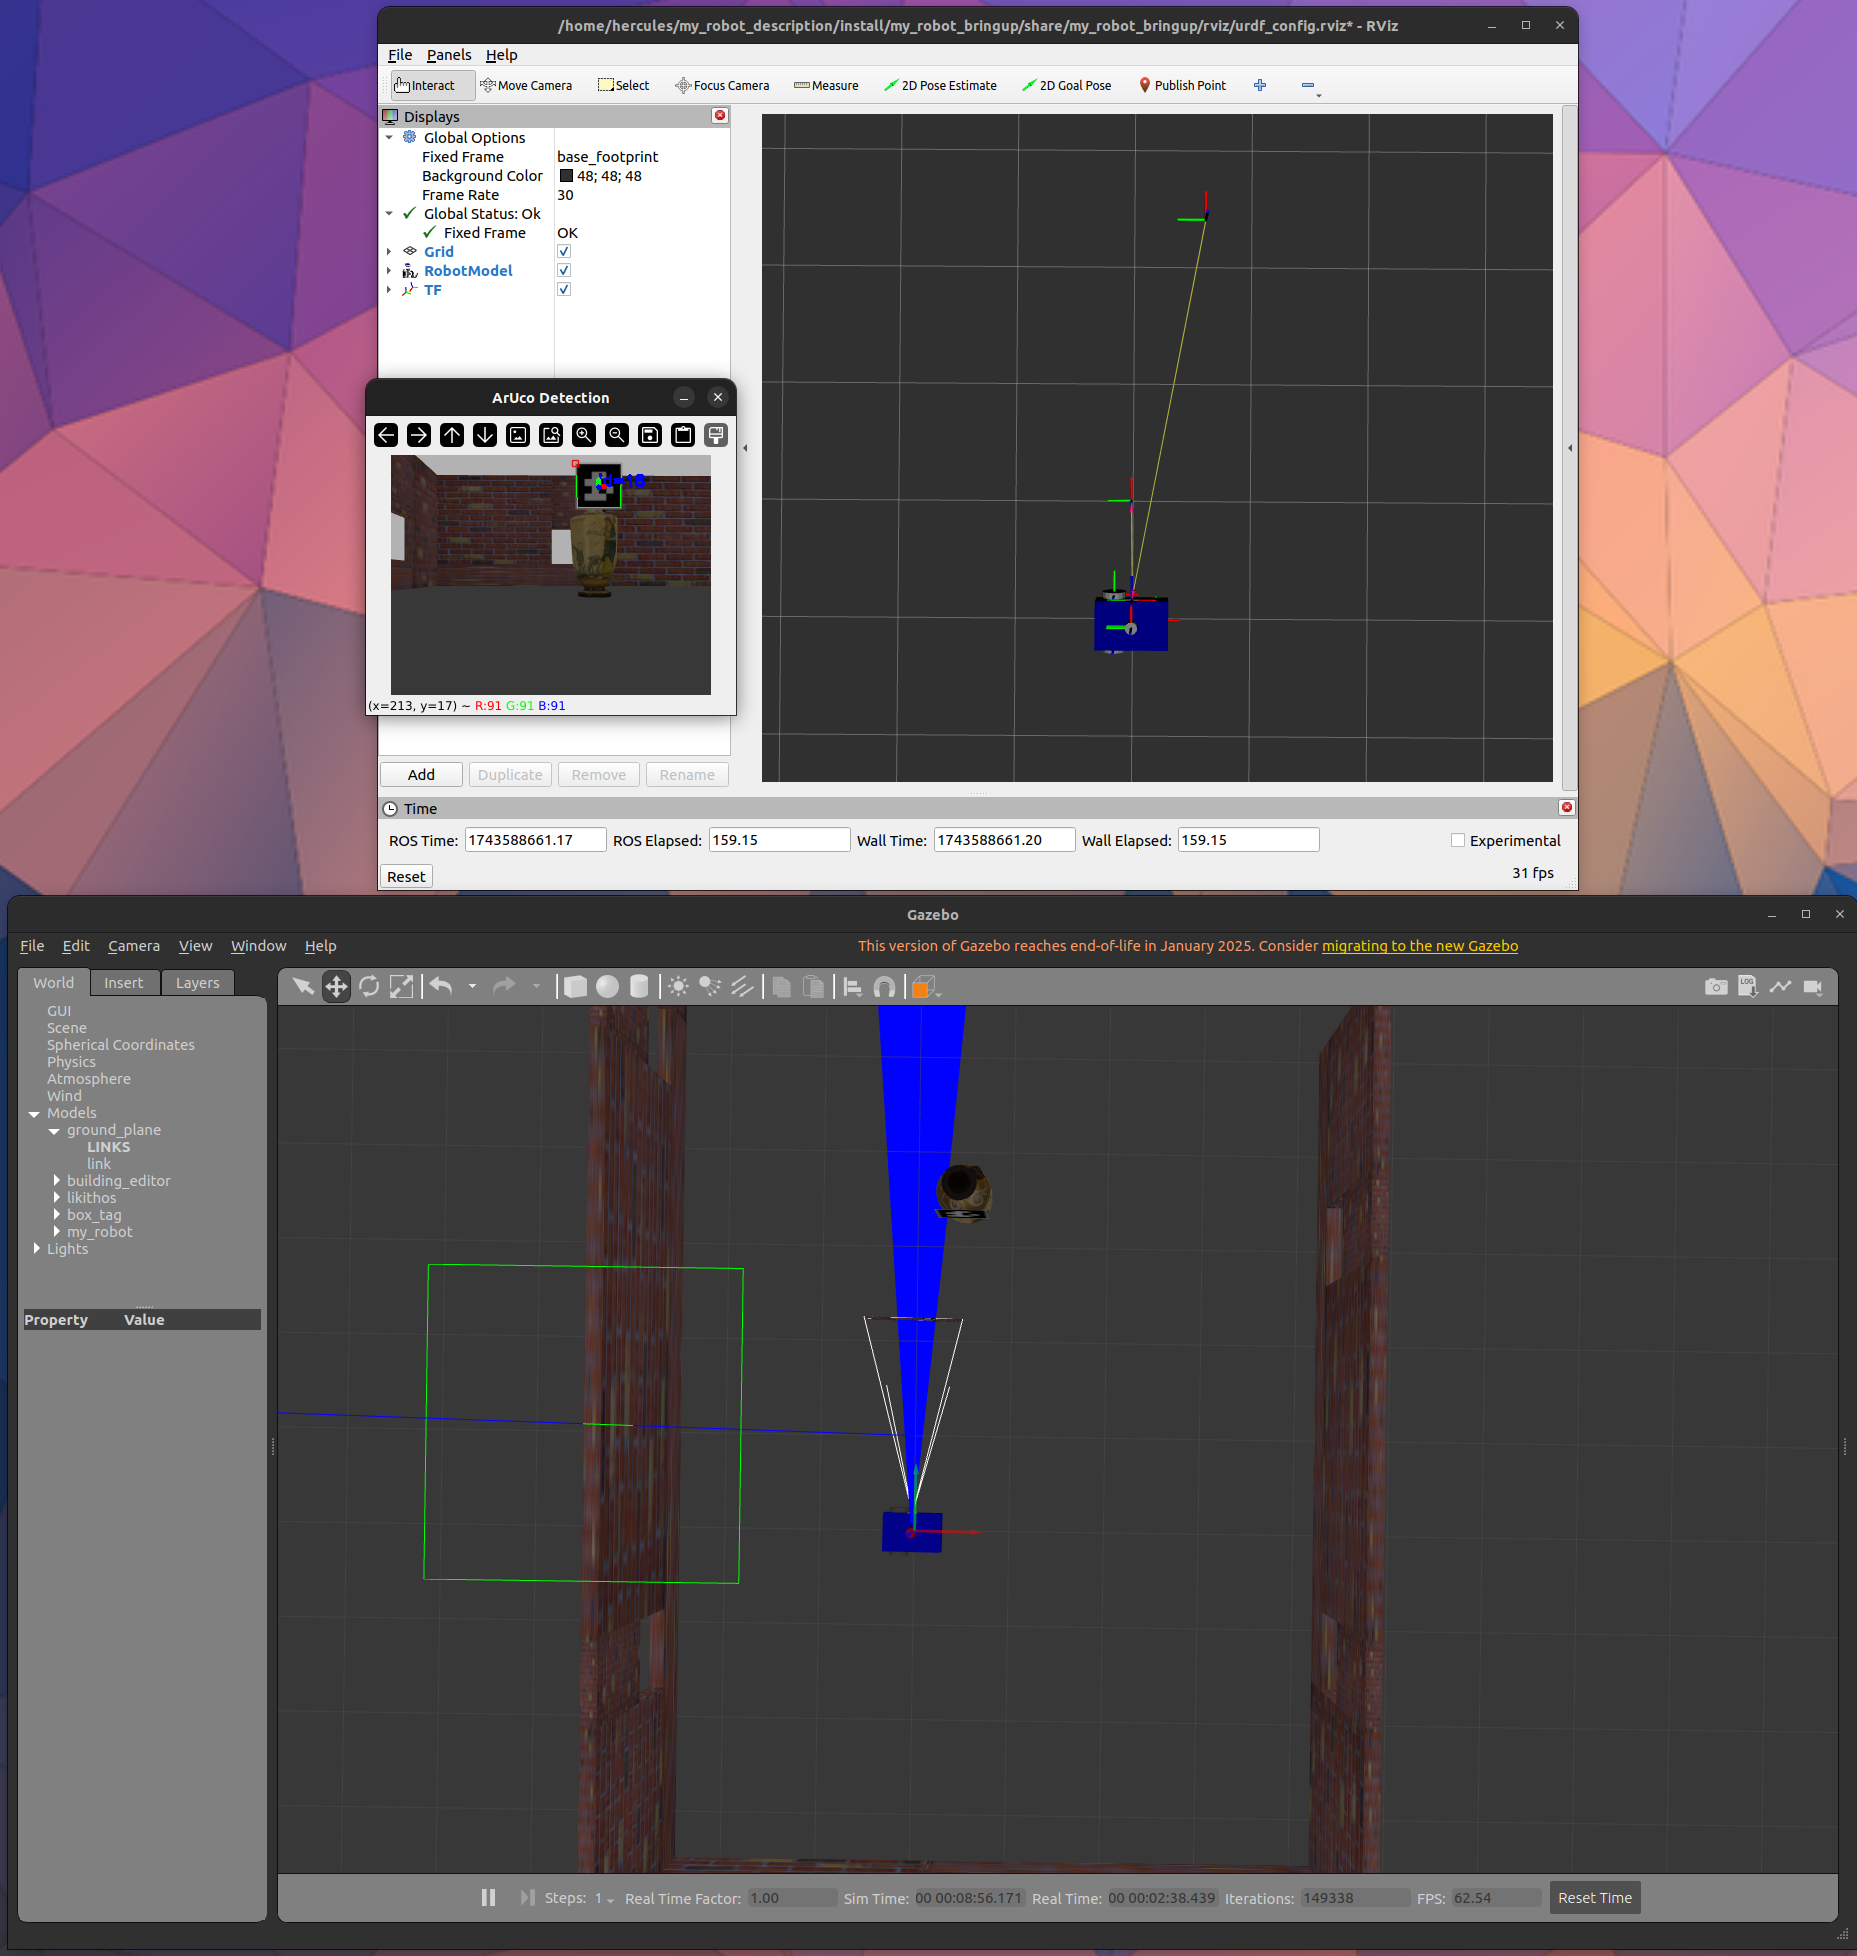 /home/hercules/my_robot_description/install/my_robot_bringup/share/my_robot_bringup/rviz/urdf_config.rviz* - RViz
File Panels Help
Interact Move Camera Select Focus Camera Measure 2D Pose Estimate 2D Goal Pose Publish Point
Displays
Global Options
Fixed Frame base_footprint
Background Color 48; 48; 48
Frame Rate 30
Global Status: Ok
Fixed Frame OK
Grid
RobotModel
TF
ArUco Detection
(x=213, y=17) ~ R:91 G:91 B:91
Add Duplicate Remove Rename
Time
ROS Time: 1743588661.17 ROS Elapsed: 159.15 Wall Time: 1743588661.20 Wall Elapsed: 159.15 Experimental
Reset 31 fps
Gazebo
File Edit Camera View Window Help This version of Gazebo reaches end-of-life in January 2025. Consider migrating to the new Gazebo
World Insert Layers
LOG
GUI
Scene
Spherical Coordinates
Physics
Atmosphere
Wind
Models
ground_plane
LINKS
link
building_editor
likithos
box_tag
my_robot
Lights
Property Value
Steps: 1 Real Time Factor: 1.00 Sim Time: 00 00:08:56.171 Real Time: 00 00:02:38.439 Iterations: 149338 FPS: 62.54 Reset Time